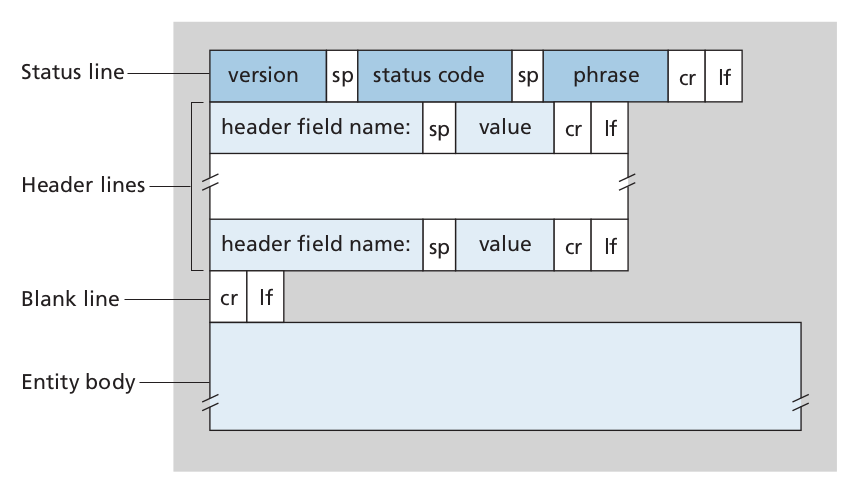 Status line
version sp status code sp phrase cr lf
header field name: sp value cr lf
Header lines
header field name: sp value cr lf
Blank line
cr lf
Entity body